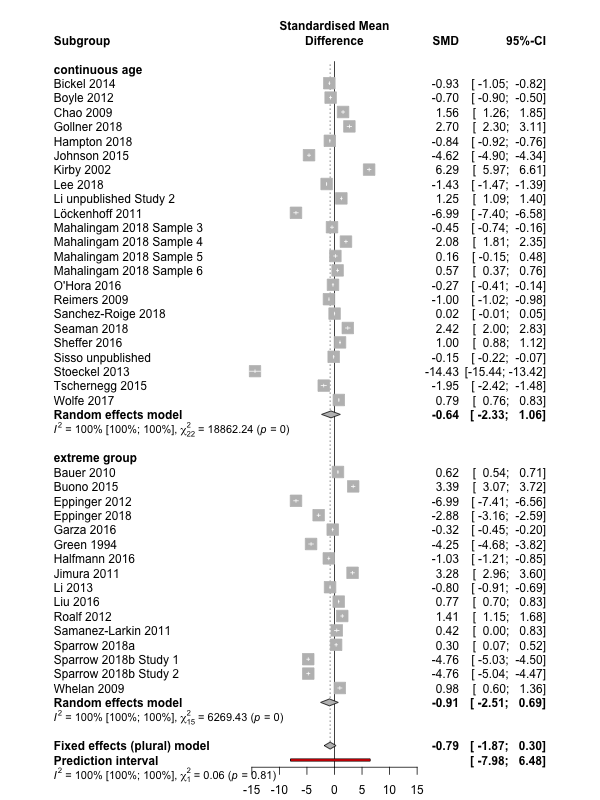 Standardised Mean
Subgroup Difference SMD 95%-CI
continuous age
Bickel 2014 -0.93 [ -1.05; -0.82]
Boyle 2012 -0.70 [ -0.90; -0.50]
Chao 2009 1.56 [ 1.26; 1.85]
Gollner 2018 2.70 [ 2.30; 3.11]
Hampton 2018 -0.84 [ -0.92; -0.76]
Johnson 2015 -4.62 [ -4.90; -4.34]
Kirby 2002 6.29 [ 5.97; 6.61]
Lee 2018 -1.43 [ -1.47; -1.39]
Li unpublished Study 2 1.25 [ 1.09; 1.40]
Löckenhoff 2011 -6.99 [ -7.40; -6.58]
Mahalingam 2018 Sample 3 -0.45 [ -0.74; -0.16]
Mahalingam 2018 Sample 4 2.08 [ 1.81; 2.35]
Mahalingam 2018 Sample 5 0.16 [ -0.15; 0.48]
Mahalingam 2018 Sample 6 0.57 [ 0.37; 0.76]
O'Hora 2016 -0.27 [ -0.41; -0.14]
Reimers 2009 -1.00 [ -1.02; -0.98]
Sanchez-Roige 2018 0.02 [ -0.01; 0.05]
Seaman 2018 2.42 [ 2.00; 2.83]
Sheffer 2016 1.00 [ 0.88; 1.12]
Sisso unpublished -0.15 [ -0.22; -0.07]
Stoeckel 2013 -14.43 [-15.44; -13.42]
Tschernegg 2015 -1.95 [ -2.42; -1.48]
Wolfe 2017 0.79 [ 0.76; 0.83]
Random effects model -0.64 [ -2.33; 1.06]
I² = 100% [100%; 100%], χ²₂₂ = 18862.24 (p = 0)
extreme group
Bauer 2010 0.62 [ 0.54; 0.71]
Buono 2015 3.39 [ 3.07; 3.72]
Eppinger 2012 -6.99 [ -7.41; -6.56]
Eppinger 2018 -2.88 [ -3.16; -2.59]
Garza 2016 -0.32 [ -0.45; -0.20]
Green 1994 -4.25 [ -4.68; -3.82]
Halfmann 2016 -1.03 [ -1.21; -0.85]
Jimura 2011 3.28 [ 2.96; 3.60]
Li 2013 -0.80 [ -0.91; -0.69]
Liu 2016 0.77 [ 0.70; 0.83]
Roalf 2012 1.41 [ 1.15; 1.68]
Samanez-Larkin 2011 0.42 [ 0.00; 0.83]
Sparrow 2018a 0.30 [ 0.07; 0.52]
Sparrow 2018b Study 1 -4.76 [ -5.03; -4.50]
Sparrow 2018b Study 2 -4.76 [ -5.04; -4.47]
Whelan 2009 0.98 [ 0.60; 1.36]
Random effects model -0.91 [ -2.51; 0.69]
I² = 100% [100%; 100%], χ²₁₅ = 6269.43 (p = 0)
Fixed effects (plural) model -0.79 [ -1.87; 0.30]
Prediction interval [ -7.98; 6.48]
I² = 100% [100%; 100%], χ²₁ = 0.06 (p = 0.81)
-15 -10 -5 0 5 10 15